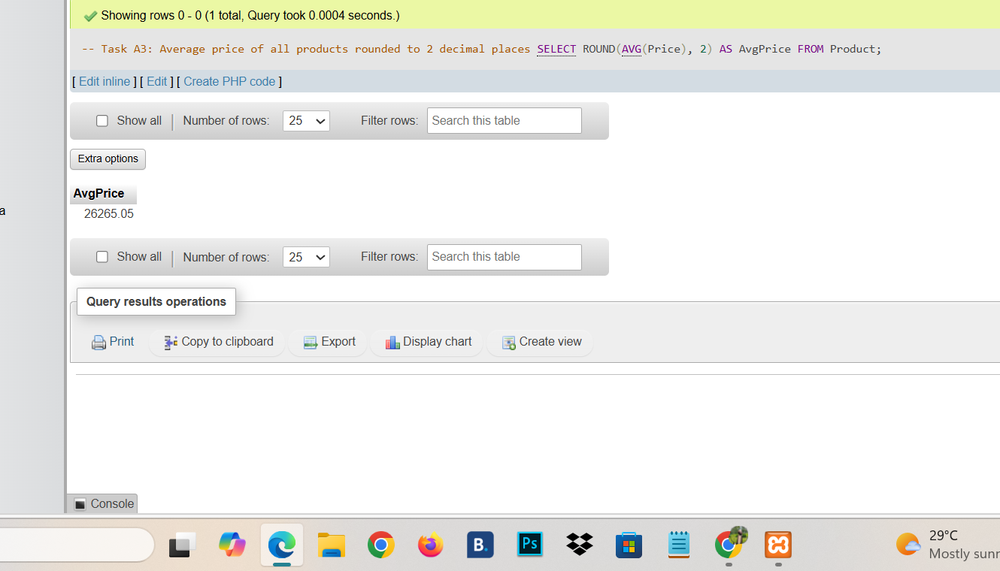 Showing rows 0 - 0 (1 total, Query took 0.0004 seconds.)
-- Task A3: Average price of all products rounded to 2 decimal places SELECT ROUND(AVG(Price), 2) AS AvgPrice FROM Product;
[ Edit inline ] [ Edit ] [ Create PHP code ]
Show all | Number of rows: 25 Filter rows: Search this table
Extra options
AvgPrice
a
26265.05
Show all | Number of rows: 25 Filter rows: Search this table
Query results operations
Print Copy to clipboard Export Display chart Create view
Console
B. Ps
29°C
Mostly sunn